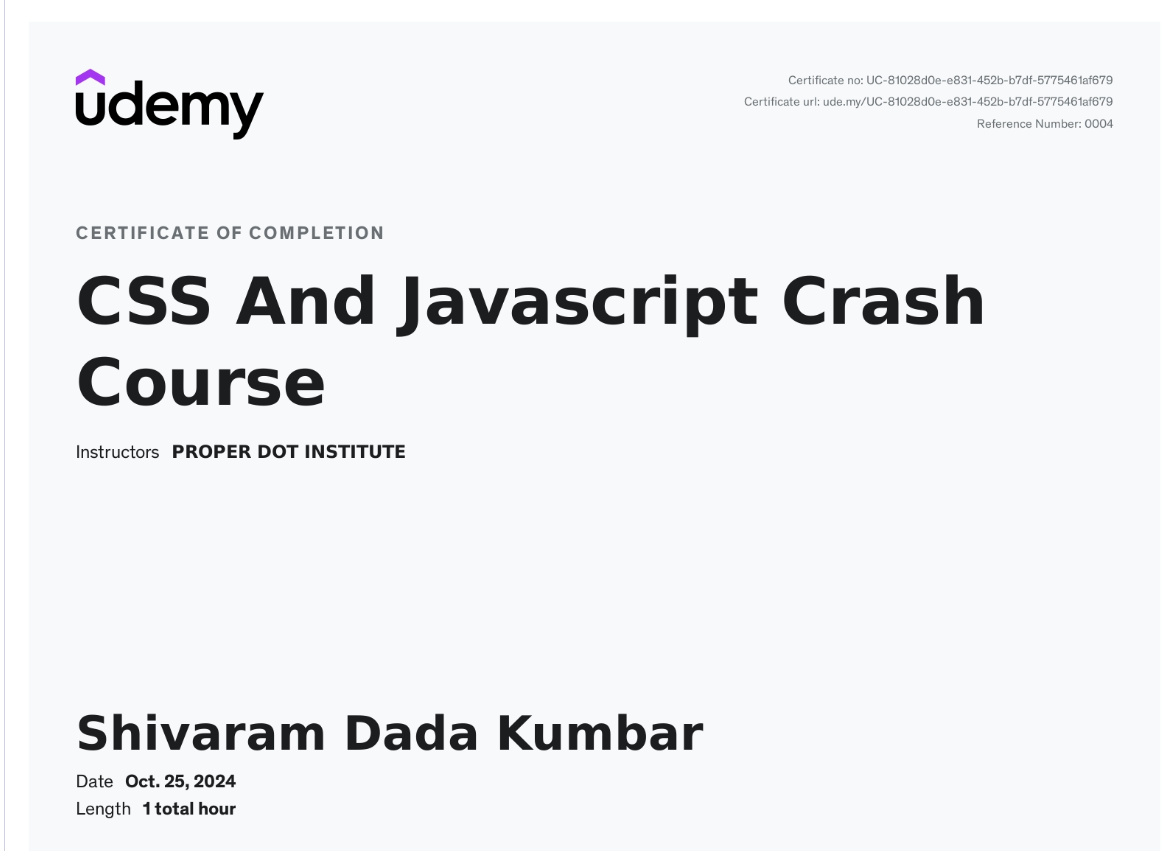 udemy
Certificate no: UC-81028d0e-e831-452b-b7df-5775461af679
Certificate url: ude.my/UC-81028d0e-e831-452b-b7df-5775461af679
Reference Number: 0004
CERTIFICATE OF COMPLETION
CSS And Javascript Crash
Course
Instructors PROPER DOT INSTITUTE
Shivaram Dada Kumbar
Date Oct. 25, 2024
Length 1 total hour